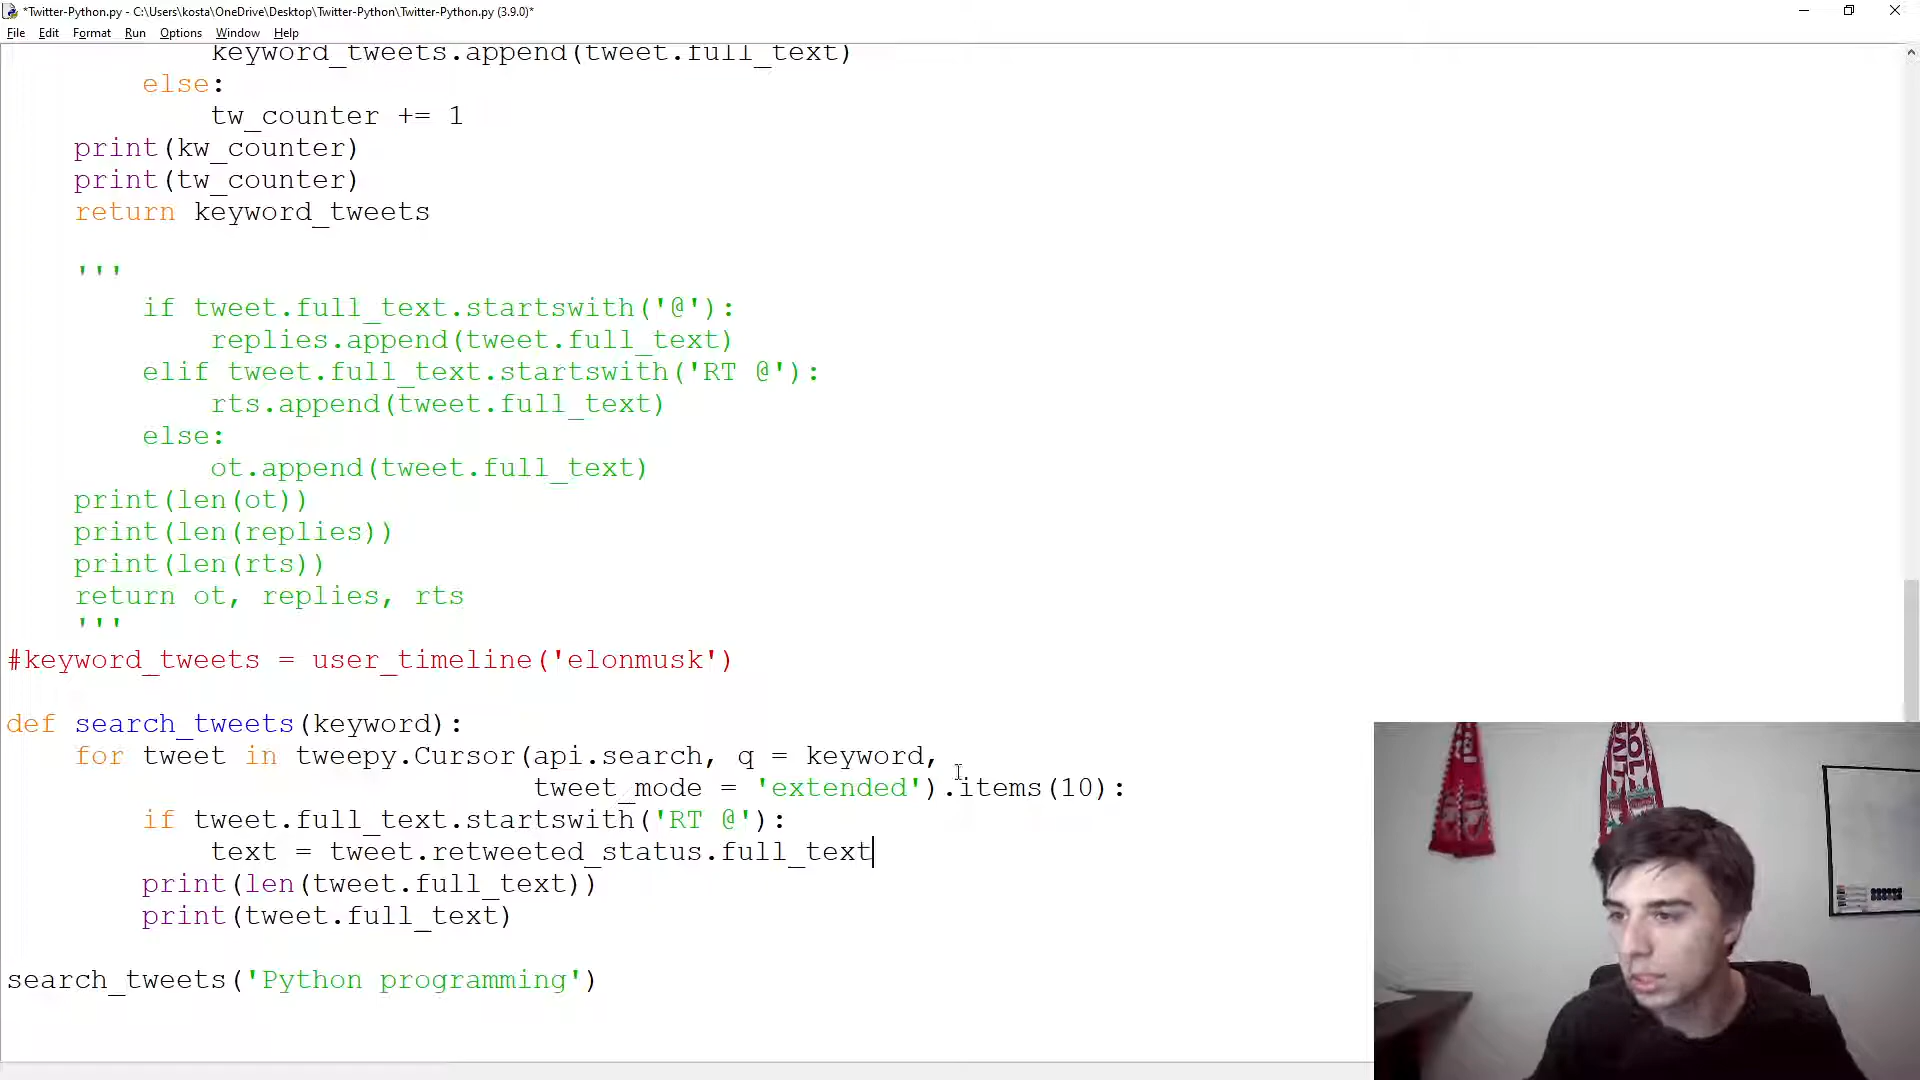 *Twitter-Python.py - C:\Users\kosta\OneDrive\Desktop\Twitter-Python\Twitter-Python.py (3.9.0)*
File Edit Format Run Options Window Help
keyword_tweets.append(tweet.full_text)
else:
tw_counter += 1
print(kw_counter)
print(tw_counter)
return keyword_tweets
'''
if tweet.full_text.startswith('@'):
replies.append(tweet.full_text)
elif tweet.full_text.startswith('RT @'):
rts.append(tweet.full_text)
else:
ot.append(tweet.full_text)
print(len(ot))
print(len(replies))
print(len(rts))
return ot, replies, rts
'''
#keyword_tweets = user_timeline('elonmusk')
def search_tweets(keyword):
for tweet in tweepy.Cursor(api.search, q = keyword,
tweet_mode = 'extended').items(10):
if tweet.full_text.startswith('RT @'):
text = tweet.retweeted_status.full_text
print(len(tweet.full_text))
print(tweet.full_text)
search_tweets('Python programming')